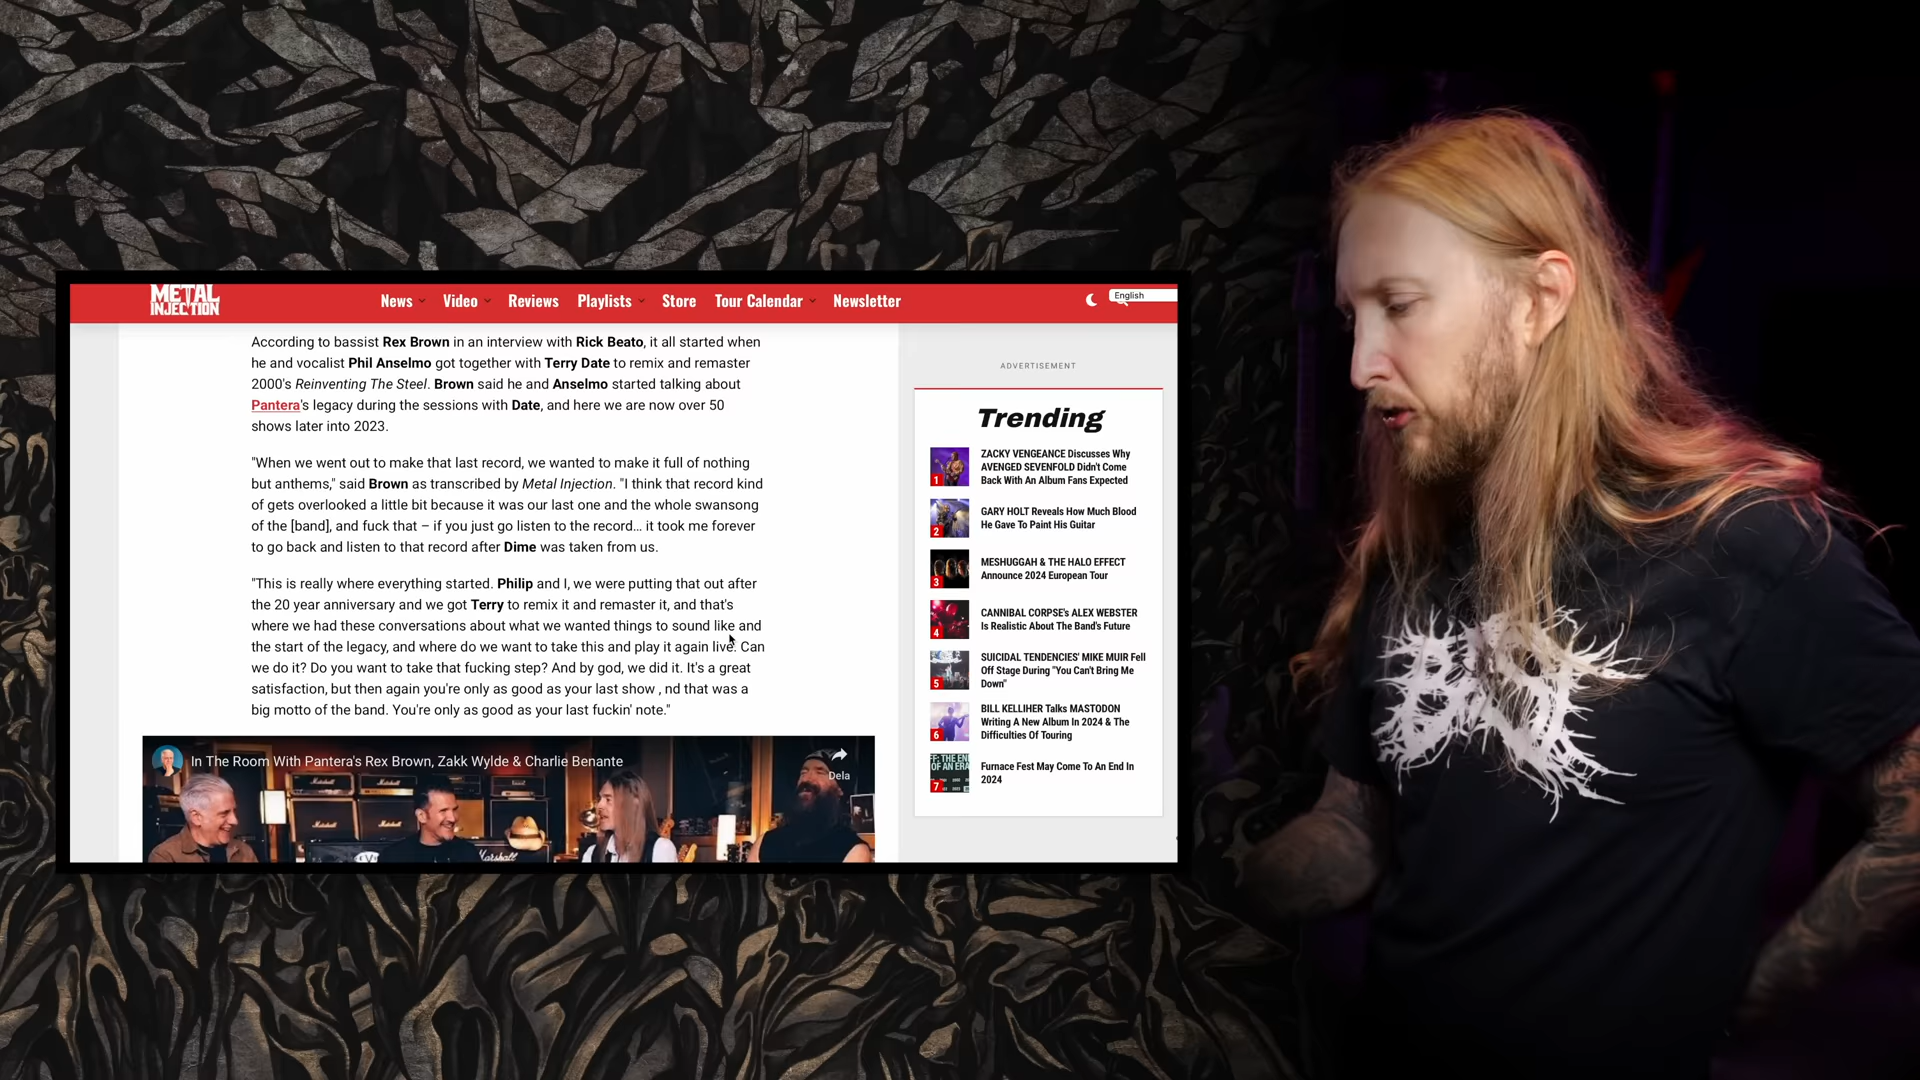 METAL
INJECTION
News
Video
Reviews
Playlists
Store
Tour Calendar
Newsletter
English
According to bassist Rex Brown in an interview with Rick Beato, it all started when
he and vocalist Phil Anselmo got together with Terry Date to remix and remaster
2000's Reinventing The Steel. Brown said he and Anselmo started talking about
Pantera's legacy during the sessions with Date, and here we are now over 50
shows later into 2023.
"When we went out to make that last record, we wanted to make it full of nothing
but anthems," said Brown as transcribed by Metal Injection. "I think that record kind
of gets overlooked a little bit because it was our last one and the whole swansong
of the [band], and fuck that – if you just go listen to the record… it took me forever
to go back and listen to that record after Dime was taken from us.
"This is really where everything started. Philip and I, we were putting that out after
the 20 year anniversary and we got Terry to remix it and remaster it, and that's
where we had these conversations about what we wanted things to sound like and
the start of the legacy, and where do we want to take this and play it again live. Can
we do it? Do you want to take that fucking step? And by god, we did it. It's a great
satisfaction, but then again you're only as good as your last show , nd that was a
big motto of the band. You're only as good as your last fuckin' note."
In The Room With Pantera's Rex Brown, Zakk Wylde & Charlie Benante
Dela
Marshall
Marshall
Marshall
ADVERTISEMENT
Trending
1
ZACKY VENGEANCE Discusses Why
AVENGED SEVENFOLD Didn't Come
Back With An Album Fans Expected
2
GARY HOLT Reveals How Much Blood
He Gave To Paint His Guitar
3
MESHUGGAH & THE HALO EFFECT
Announce 2024 European Tour
4
CANNIBAL CORPSE's ALEX WEBSTER
Is Realistic About The Band's Future
5
SUICIDAL TENDENCIES' MIKE MUIR Fell
Off Stage During "You Can't Bring Me
Down"
6
BILL KELLIHER Talks MASTODON
Writing A New Album In 2024 & The
Difficulties Of Touring
7
Furnace Fest May Come To An End In
2024